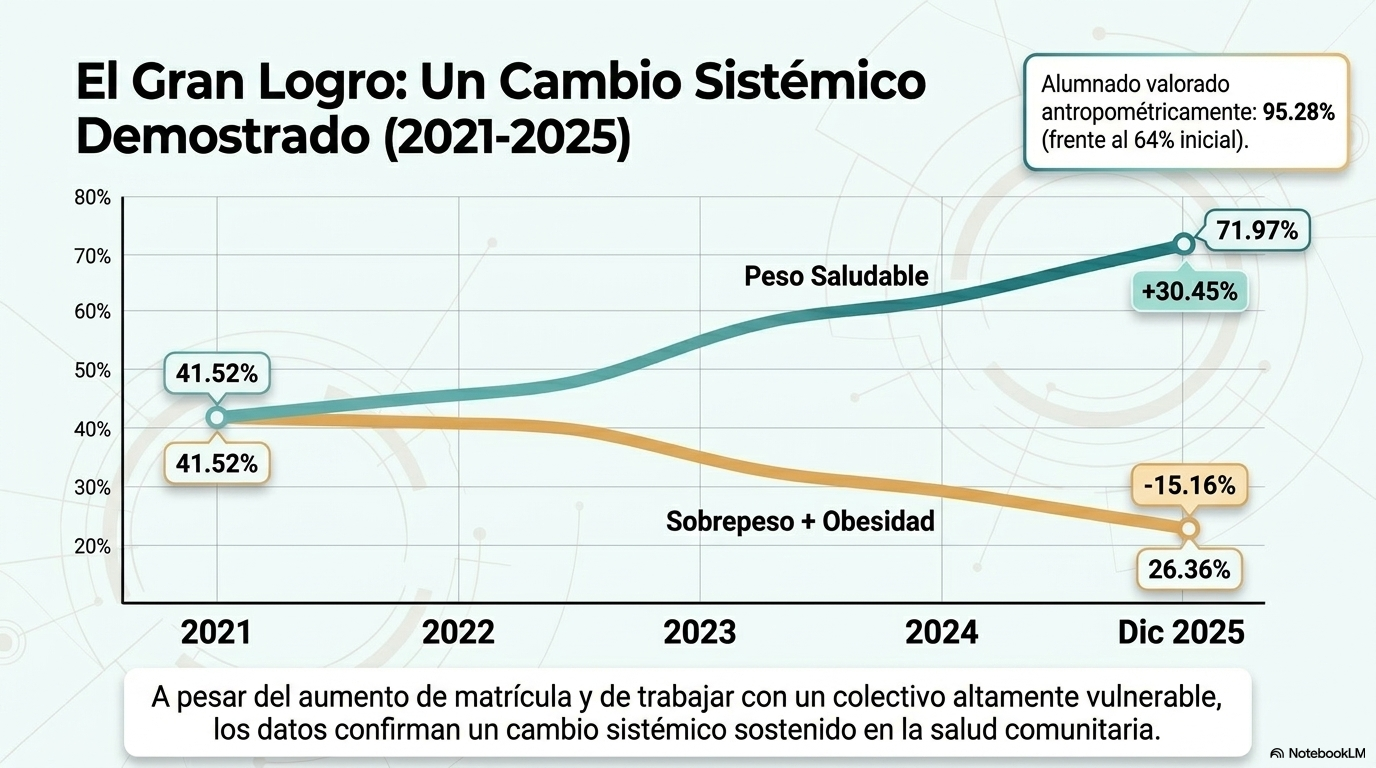 El Gran Logro: Un Cambio Sistémico
Demostrado (2021-2025)
Alumnado valorado
antropométricamente: 95.28%
(frente al 64% inicial).
80%
70%
60%
50%
40%
30%
20%
71.97%
+30.45%
Peso Saludable
41.52%
41.52%
-15.16%
Sobrepeso + Obesidad
26.36%
2021
2022
2023
2024
Dic 2025
A pesar del aumento de matrícula y de trabajar con un colectivo altamente vulnerable,
los datos confirman un cambio sistémico sostenido en la salud comunitaria.
NotebookLM